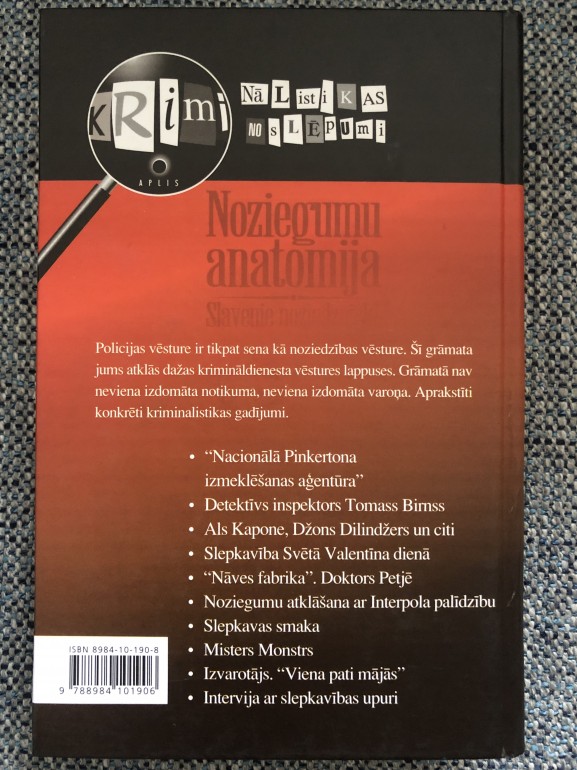 KRimi NāListiKAS
NOsLĒPUmi
APLIS
Noziegumu
anatomija
Policijas vēsture ir tikpat sena kā noziedzības vēsture. Šī grāmata
jums atklās dažas krimināldienesta vēstures lappuses. Grāmatā nav
neviena izdomāta notikuma, neviena izdomāta varoņa. Aprakstīti
konkrēti kriminalistikas gadījumi.
• “Nacionālā Pinkertona
izmeklēšanas aģentūra”
• Detektīvs inspektors Tomass Birnss
• Als Kapone, Džons Dilindžers un citi
• Slepkavība Svētā Valentīna dienā
• “Nāves fabrika”. Doktors Petjē
• Noziegumu atklāšana ar Interpola palīdzību
• Slepkavas smaka
• Misters Monstrs
• Izvarotājs. “Viena pati mājās”
• Intervija ar slepkavības upuri
ISBN 8984-10-190-8
9 788984 101906